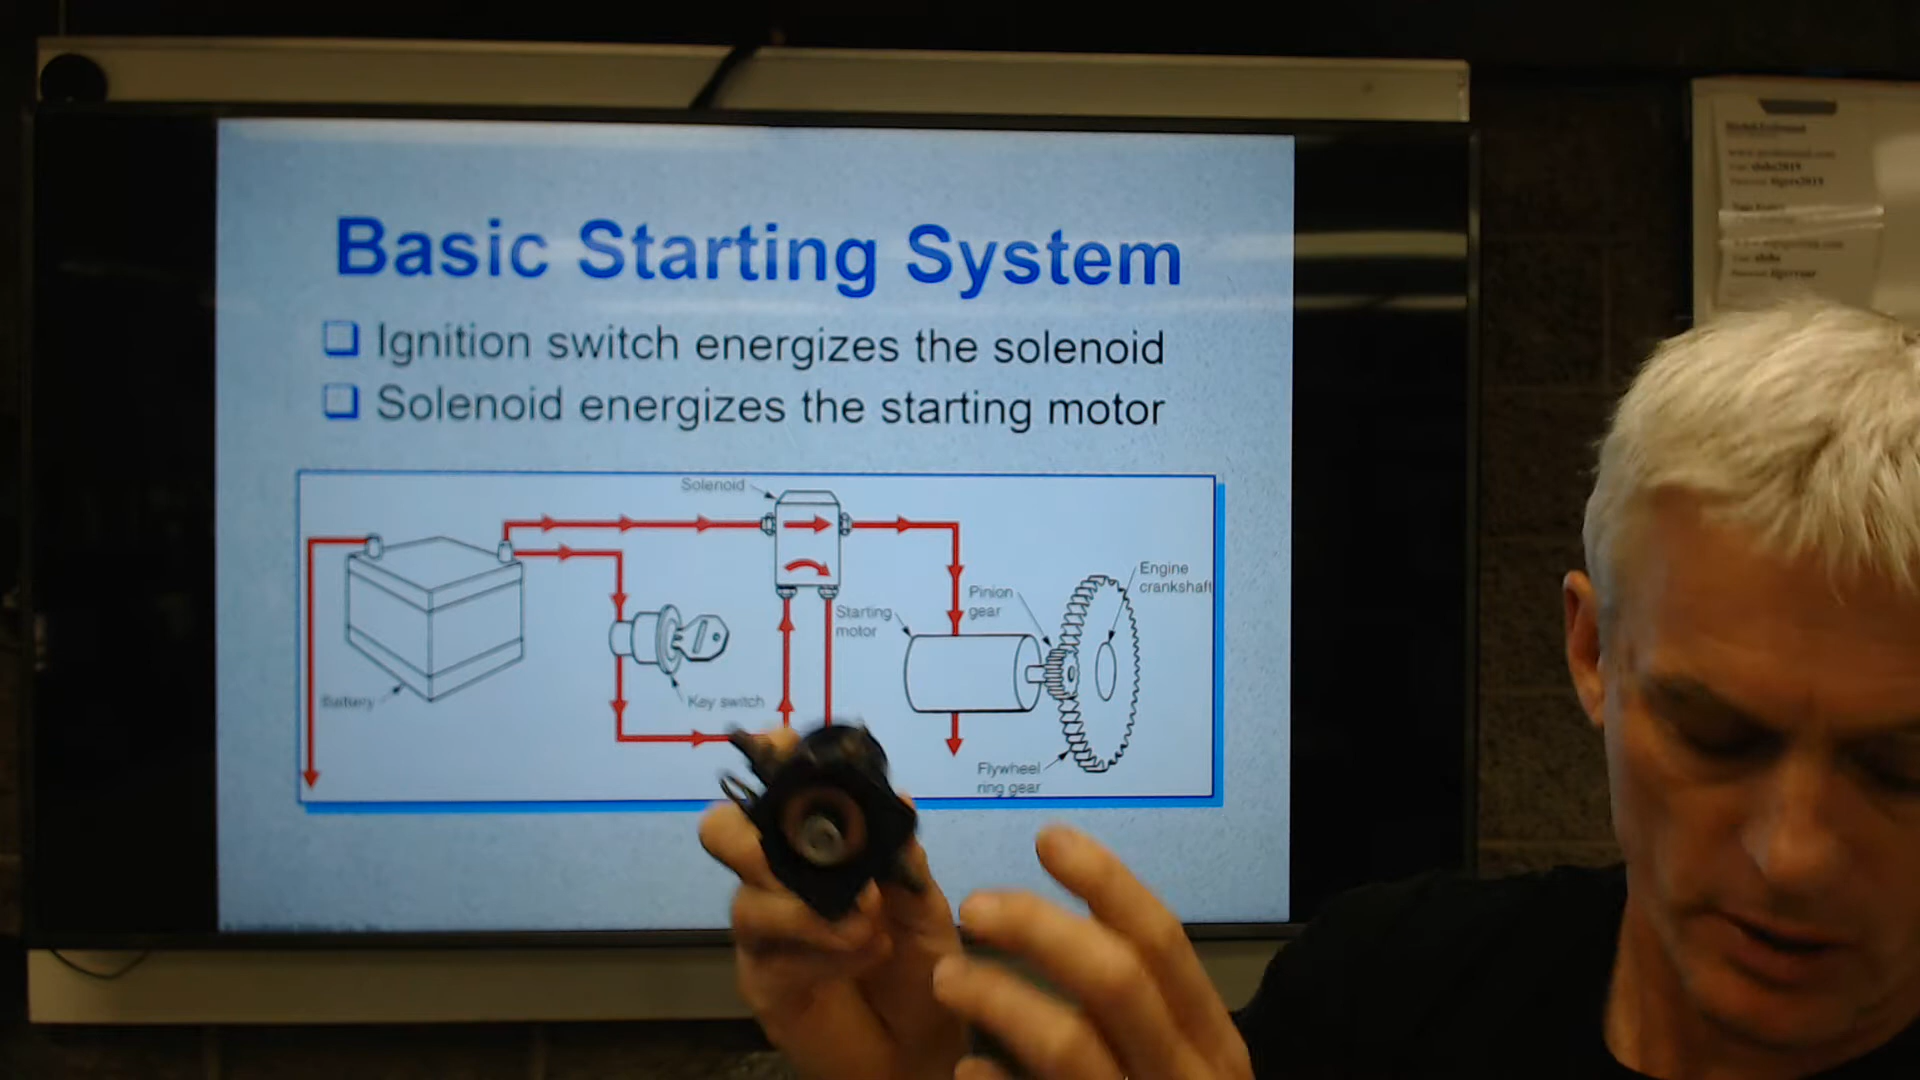 Basic Starting System
Ignition switch energizes the solenoid
Solenoid energizes the starting motor
Solenoid
Engine
crankshaft
Pinion
gear
Starting
motor
Battery
Key switch
Flywheel
ring gear